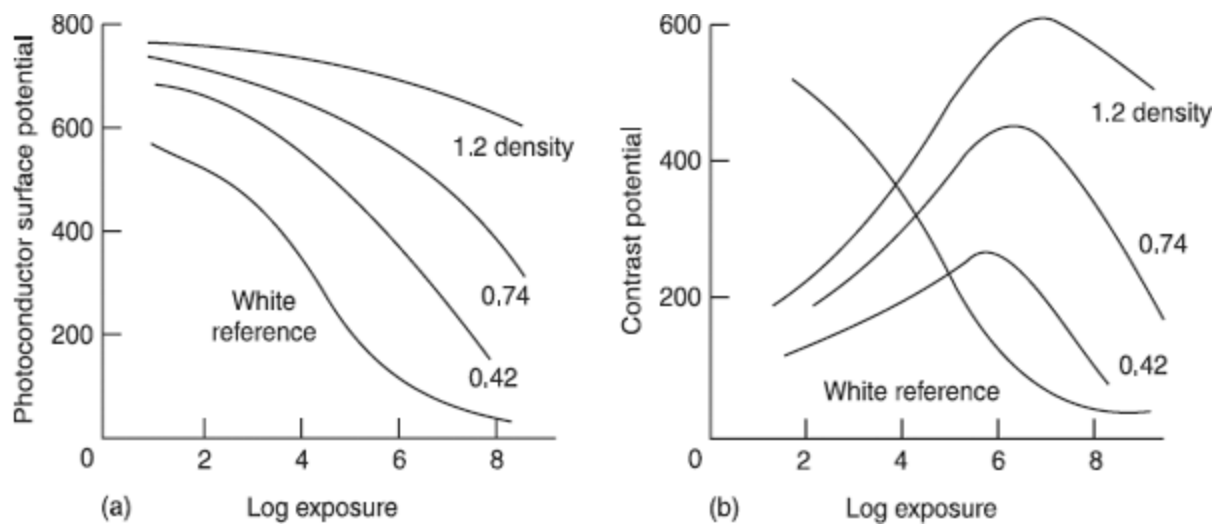 Photoconductor surface potential
800
600
400
200
0
2
4
6
8
1.2 density
0.74
0.42
White
reference
(a)
Log exposure
Contrast potential
600
400
200
0
2
4
6
8
1.2 density
0.74
0.42
White reference
(b)
Log exposure